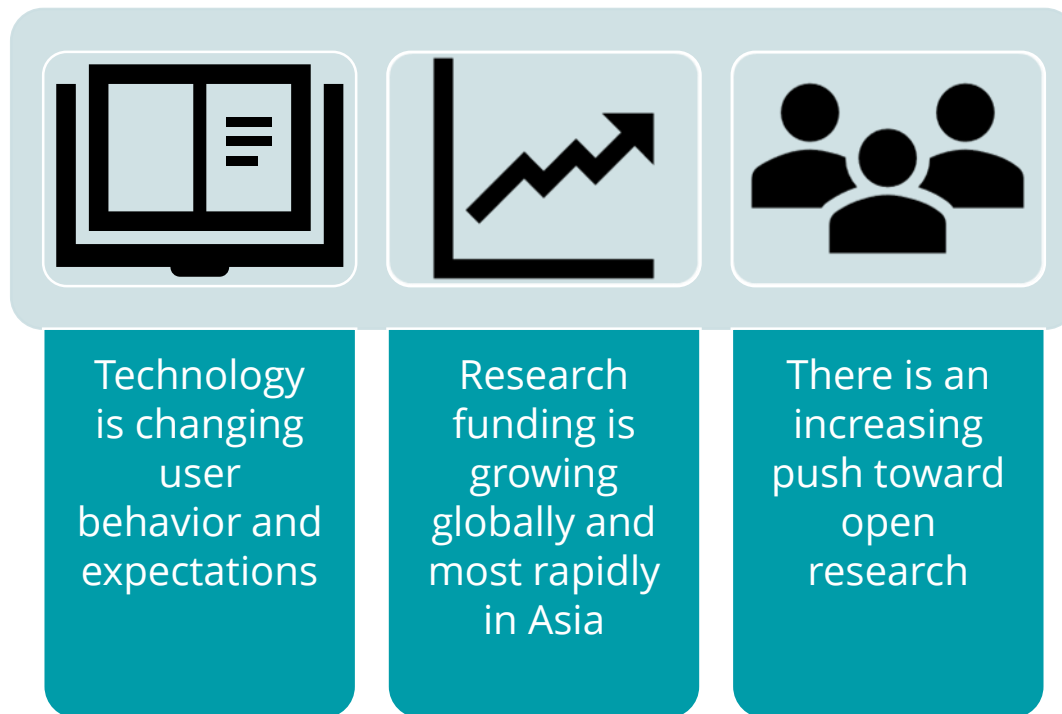 Technology
is changing
user
behavior and
expectations
Research
funding is
growing
globally and
most rapidly
in Asia
There is an
increasing
push toward
open
research